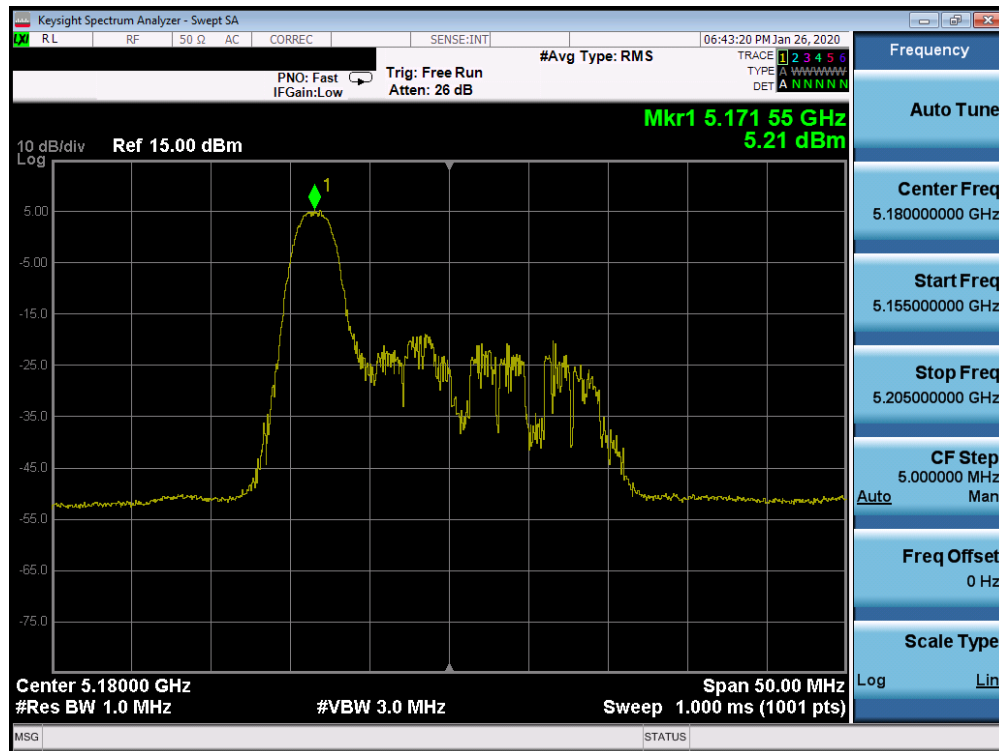 Keysight Spectrum Analyzer - Swept SA
LXI RL RF 50 Ω AC CORREC SENSE:INT 06:43:20 PM Jan 26, 2020
#Avg Type: RMS
TRACE 1 2 3 4 5 6
TYPE A WWWWW
DET A N N N N N
PNO: Fast
IFGain:Low
Trig: Free Run
Atten: 26 dB
Mkr1 5.171 55 GHz
5.21 dBm
10 dB/div Ref 15.00 dBm
Log
1
5.00
-5.00
-15.0
-25.0
-35.0
-45.0
-55.0
-65.0
-75.0
Center 5.18000 GHz Span 50.00 MHz
#Res BW 1.0 MHz #VBW 3.0 MHz Sweep 1.000 ms (1001 pts)
MSG STATUS
Frequency
Auto Tune
Center Freq
5.180000000 GHz
Start Freq
5.155000000 GHz
Stop Freq
5.205000000 GHz
CF Step
5.000000 MHz
Auto Man
Freq Offset
0 Hz
Scale Type
Log Lin